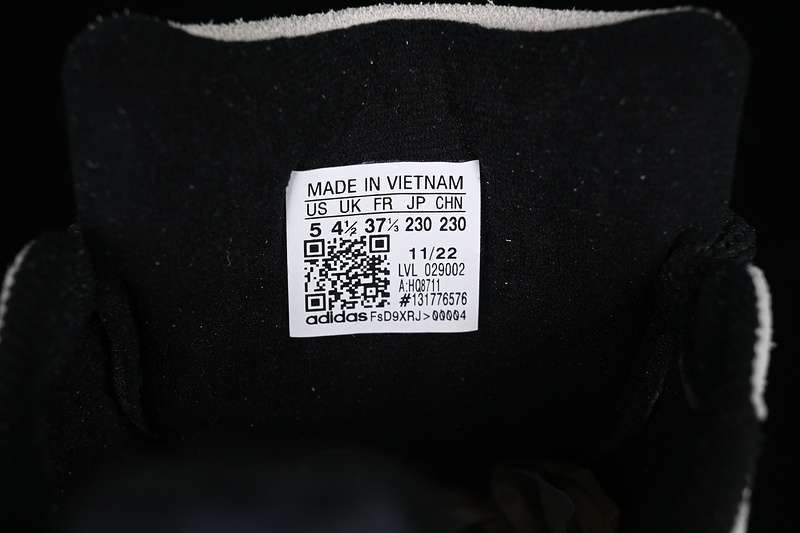 MADE IN VIETNAM
US UK FR JP CHN
5 4½ 37⅓ 230 230
11/22
LVL 029002
A:HQ8711
#131776576
adidas FsD9XRJ>00004